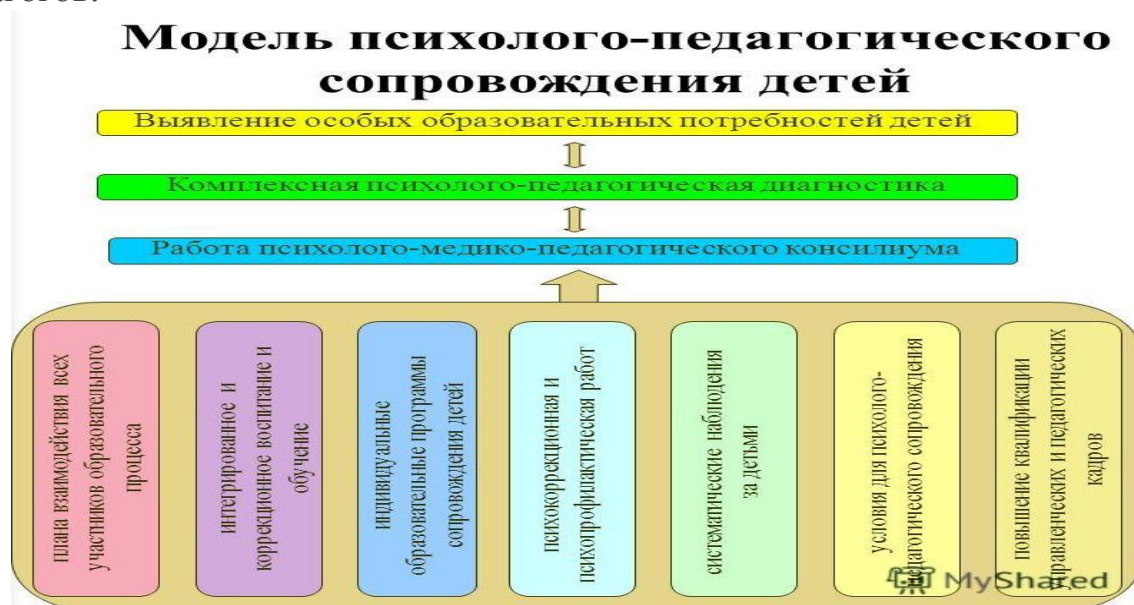 Модель психолого-педагогического
сопровождения детей
Выявление особых образовательных потребностей детей
Комплексная психолого-педагогическая диагностика
Работа психолого-медико-педагогического консилиума
плана взаимодействия всех
участников образовательного
процесса
интегрированное и
коррекционное воспитание и
обучение
индивидуальные
образовательные программы
сопровождения детей
психокоррекционная и
психопрофилактическая работ
систематические наблюдения
за детьми
условия для психолого-
педагогического сопровождения
повышение квалификации
управленческих и педагогических
кадров
MyShared